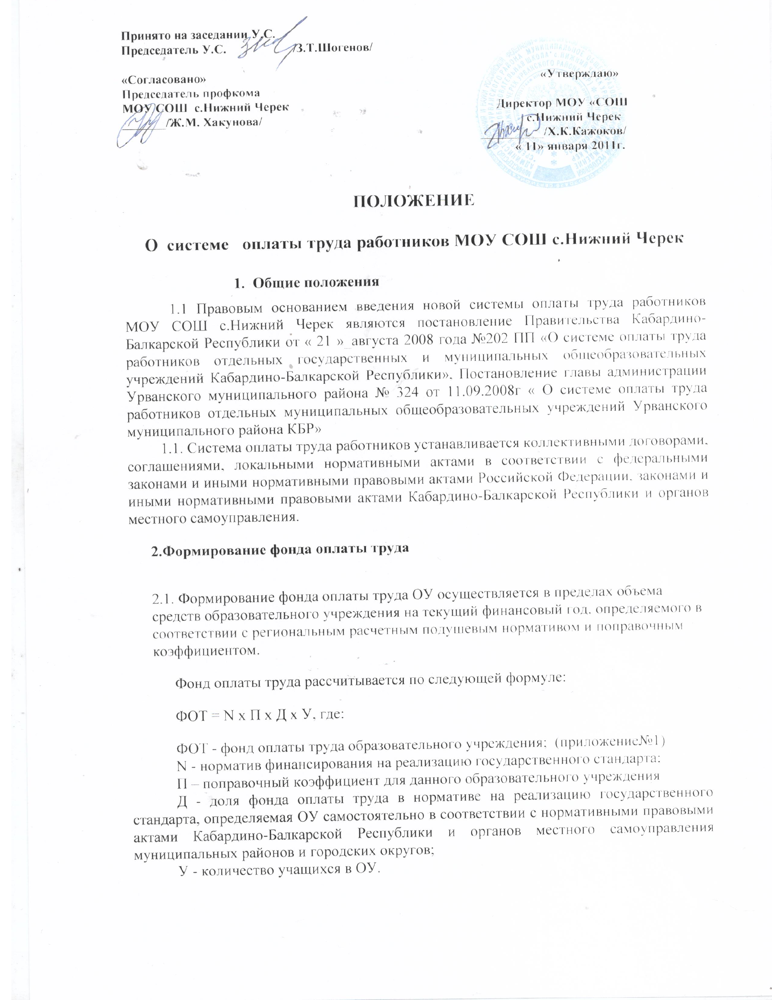 Принято на заседании У.С.
Председатель У.С. /З.Т.Шогенов/
«Согласовано»
Председатель профкома
МОУ СОШ с.Нижний Черек
/Ж.М. Хакунова/
«Утверждаю»
Директор МОУ «СОШ
с.Нижний Черек
/Х.К.Кажоков/
« 11» января 2011г.
ПОЛОЖЕНИЕ
О системе оплаты труда работников МОУ СОШ с.Нижний Черек
1. Общие положения
1.1 Правовым основанием введения новой системы оплаты труда работников
МОУ СОШ с.Нижний Черек являются постановление Правительства Кабардино-
Балкарской Республики от « 21 »_августа 2008 года №202 ПП «О системе оплаты труда
работников отдельных государственных и муниципальных общеобразовательных
учреждений Кабардино-Балкарской Республики», Постановление главы администрации
Урванского муниципального района № 324 от 11.09.2008г « О системе оплаты труда
работников отдельных муниципальных общеобразовательных учреждений Урванского
муниципального района КБР»
1.1. Система оплаты труда работников устанавливается коллективными договорами,
соглашениями, локальными нормативными актами в соответствии с федеральными
законами и иными нормативными правовыми актами Российской Федерации, законами и
иными нормативными правовыми актами Кабардино-Балкарской Республики и органов
местного самоуправления.
2.Формирование фонда оплаты труда
2.1. Формирование фонда оплаты труда ОУ осуществляется в пределах объема
средств образовательного учреждения на текущий финансовый год, определяемого в
соответствии с региональным расчетным подушевым нормативом и поправочным
коэффициентом.
Фонд оплаты труда рассчитывается по следующей формуле:
ФОТ = N x П x Д x У, где:
ФОТ - фонд оплаты труда образовательного учреждения; (приложение№1)
N - норматив финансирования на реализацию государственного стандарта;
П – поправочный коэффициент для данного образовательного учреждения
Д - доля фонда оплаты труда в нормативе на реализацию государственного
стандарта, определяемая ОУ самостоятельно в соответствии с нормативными правовыми
актами Кабардино-Балкарской Республики и органов местного самоуправления
муниципальных районов и городских округов;
У - количество учащихся в ОУ.